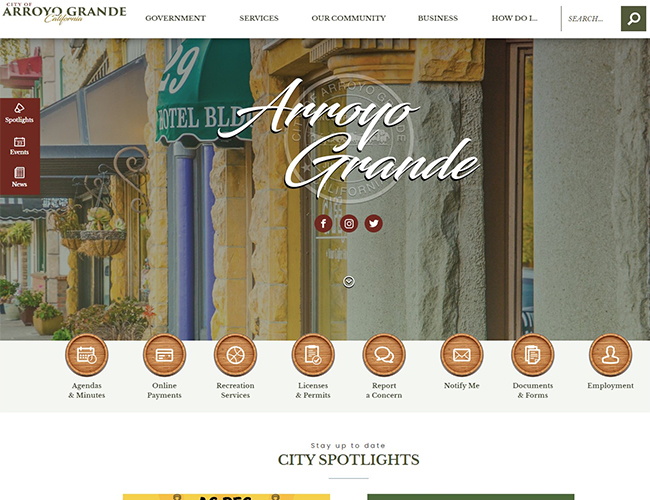 CITY OF
ARROYO GRANDE
California
GOVERNMENT
SERVICES
OUR COMMUNITY
BUSINESS
HOW DO I...
SEARCH...
Spotlights
Events
News
29
HOTEL BLD
Arroyo
Grande
CITY OF ARROYO GRANDE
CALIFORNIA
Agendas
& Minutes
Online
Payments
Recreation
Services
Licenses
& Permits
Report
a Concern
Notify Me
Documents
& Forms
Employment
Stay up to date
CITY SPOTLIGHTS
AG REC